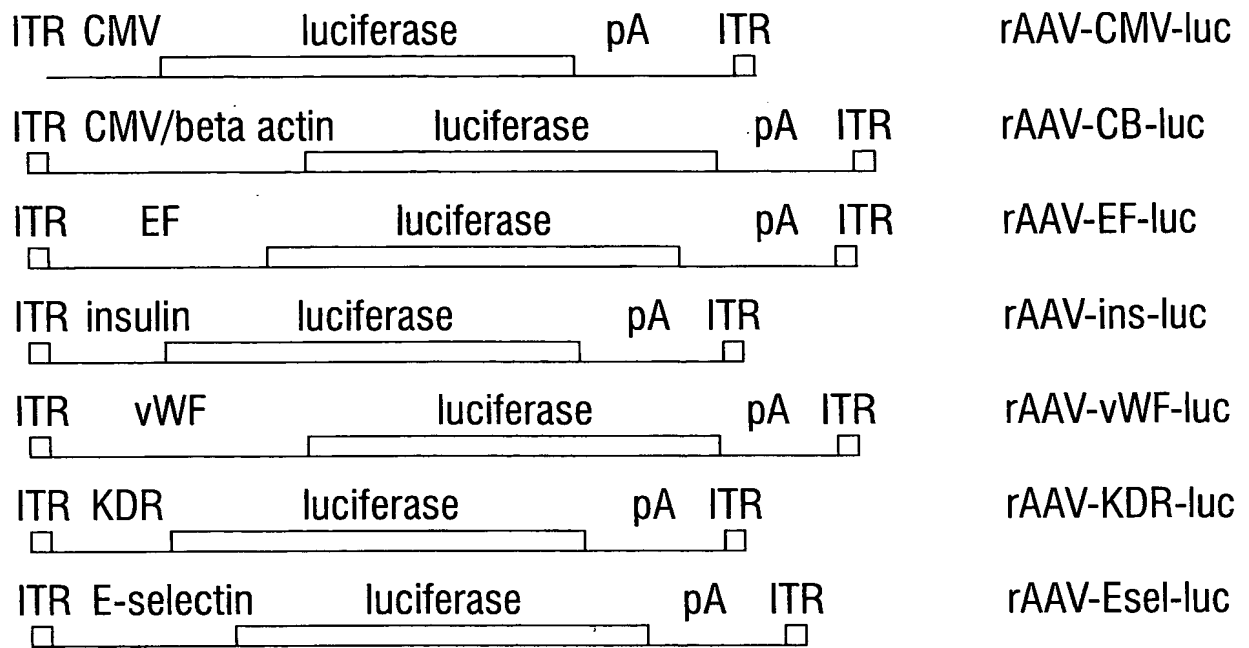 ITR CMV luciferase pA ITR rAAV-CMV-luc
ITR CMV/beta actin luciferase pA ITR rAAV-CB-luc
ITR EF luciferase pA ITR rAAV-EF-luc
ITR insulin luciferase pA ITR rAAV-ins-luc
ITR vWF luciferase pA ITR rAAV-vWF-luc
ITR KDR luciferase pA ITR rAAV-KDR-luc
ITR E-selectin luciferase pA ITR rAAV-Esel-luc